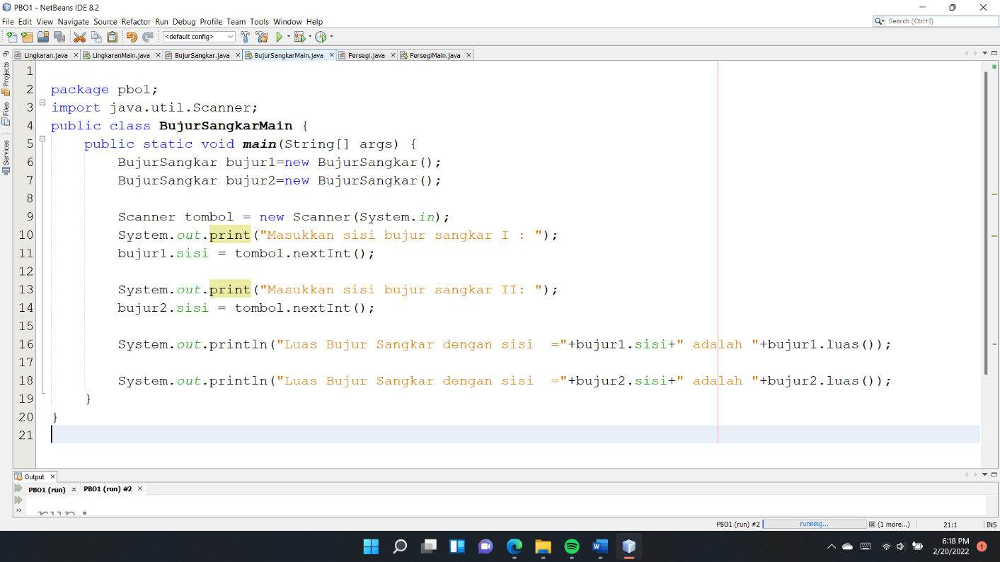 PBO1 - NetBeans IDE 8.2
File Edit View Navigate Source Refactor Run Debug Profile Team Tools Window Help
Search (Ctrl+I)
<default config>
Lingkaran.java LingkaranMain.java BujurSangkar.java BujurSangkarMain.java Persegi.java PersegiMain.java
Projects
Files
Services
1
2 package pbo1;
3 import java.util.Scanner;
4 public class BujurSangkarMain {
5 public static void main(String[] args) {
6 BujurSangkar bujur1=new BujurSangkar();
7 BujurSangkar bujur2=new BujurSangkar();
8
9 Scanner tombol = new Scanner(System.in);
10 System.out.print("Masukkan sisi bujur sangkar I : ");
11 bujur1.sisi = tombol.nextInt();
12
13 System.out.print("Masukkan sisi bujur sangkar II: ");
14 bujur2.sisi = tombol.nextInt();
15
16 System.out.println("Luas Bujur Sangkar dengan sisi  ="+bujur1.sisi+" adalah "+bujur1.luas());
17
18 System.out.println("Luas Bujur Sangkar dengan sisi  ="+bujur2.sisi+" adalah "+bujur2.luas());
19 }
20 }
21
Output
PBO1 (run) PBO1 (run) #2
run:
PBO1 (run) #2 running... (1 more...) 21:1 INS
6:18 PM
2/20/2022
1